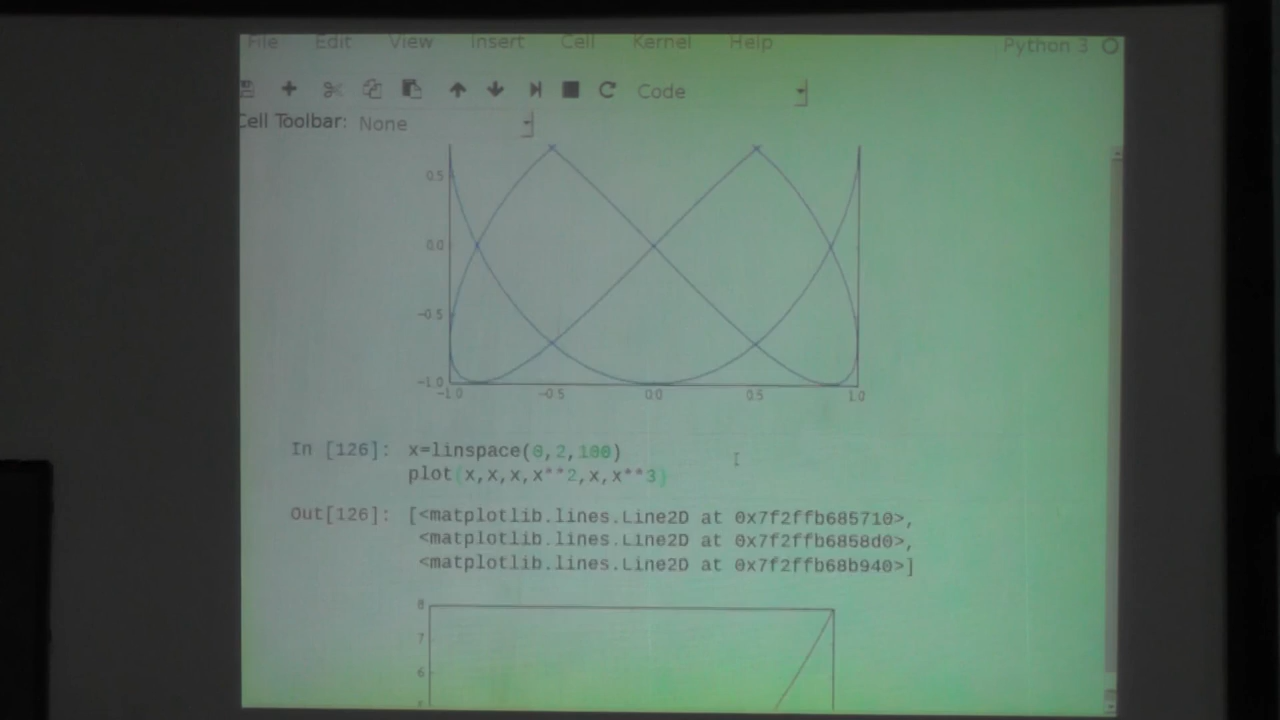 File Edit View Insert Cell Kernel Help Python 3
Code
Cell Toolbar: None
0.5
0.0
−0.5
−1.0
−1.0 −0.5 0.0 0.5 1.0
In [126]: x=linspace(0,2,100)
plot(x,x,x,x**2,x,x**3)
Out[126]: [<matplotlib.lines.Line2D at 0x7f2ffb685710>,
<matplotlib.lines.Line2D at 0x7f2ffb6858d0>,
<matplotlib.lines.Line2D at 0x7f2ffb68b940>]
8
7
6